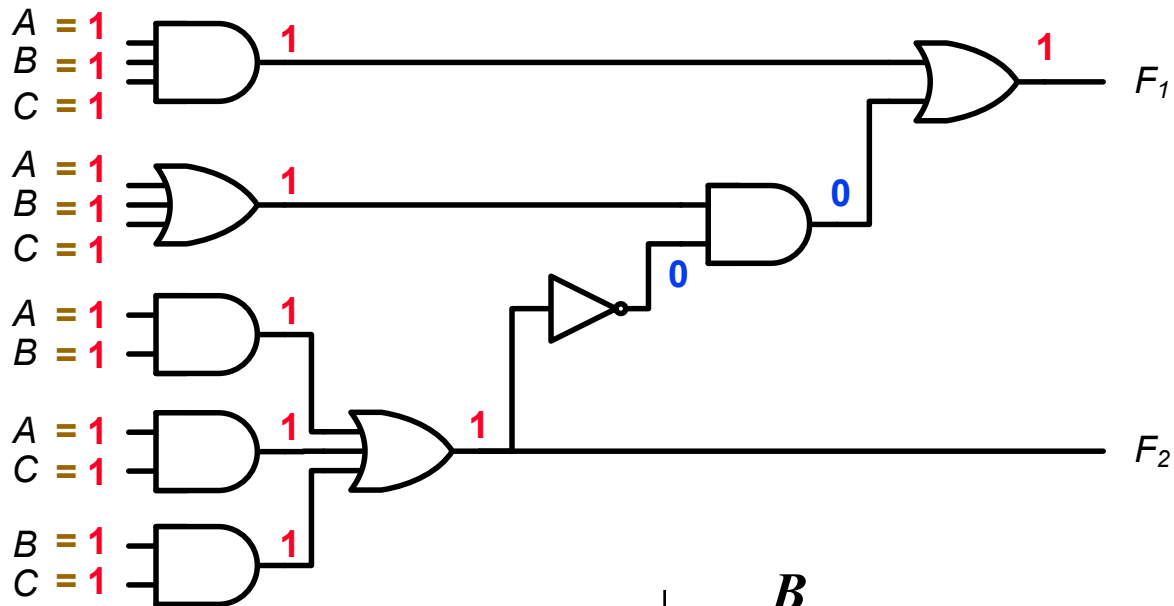 A = 1
1
1
B = 1
F₁
C = 1
A = 1
1
B = 1
0
C = 1
0
A = 1
1
B = 1
A = 1
1
1
C = 1
F₂
B = 1
1
C = 1
B